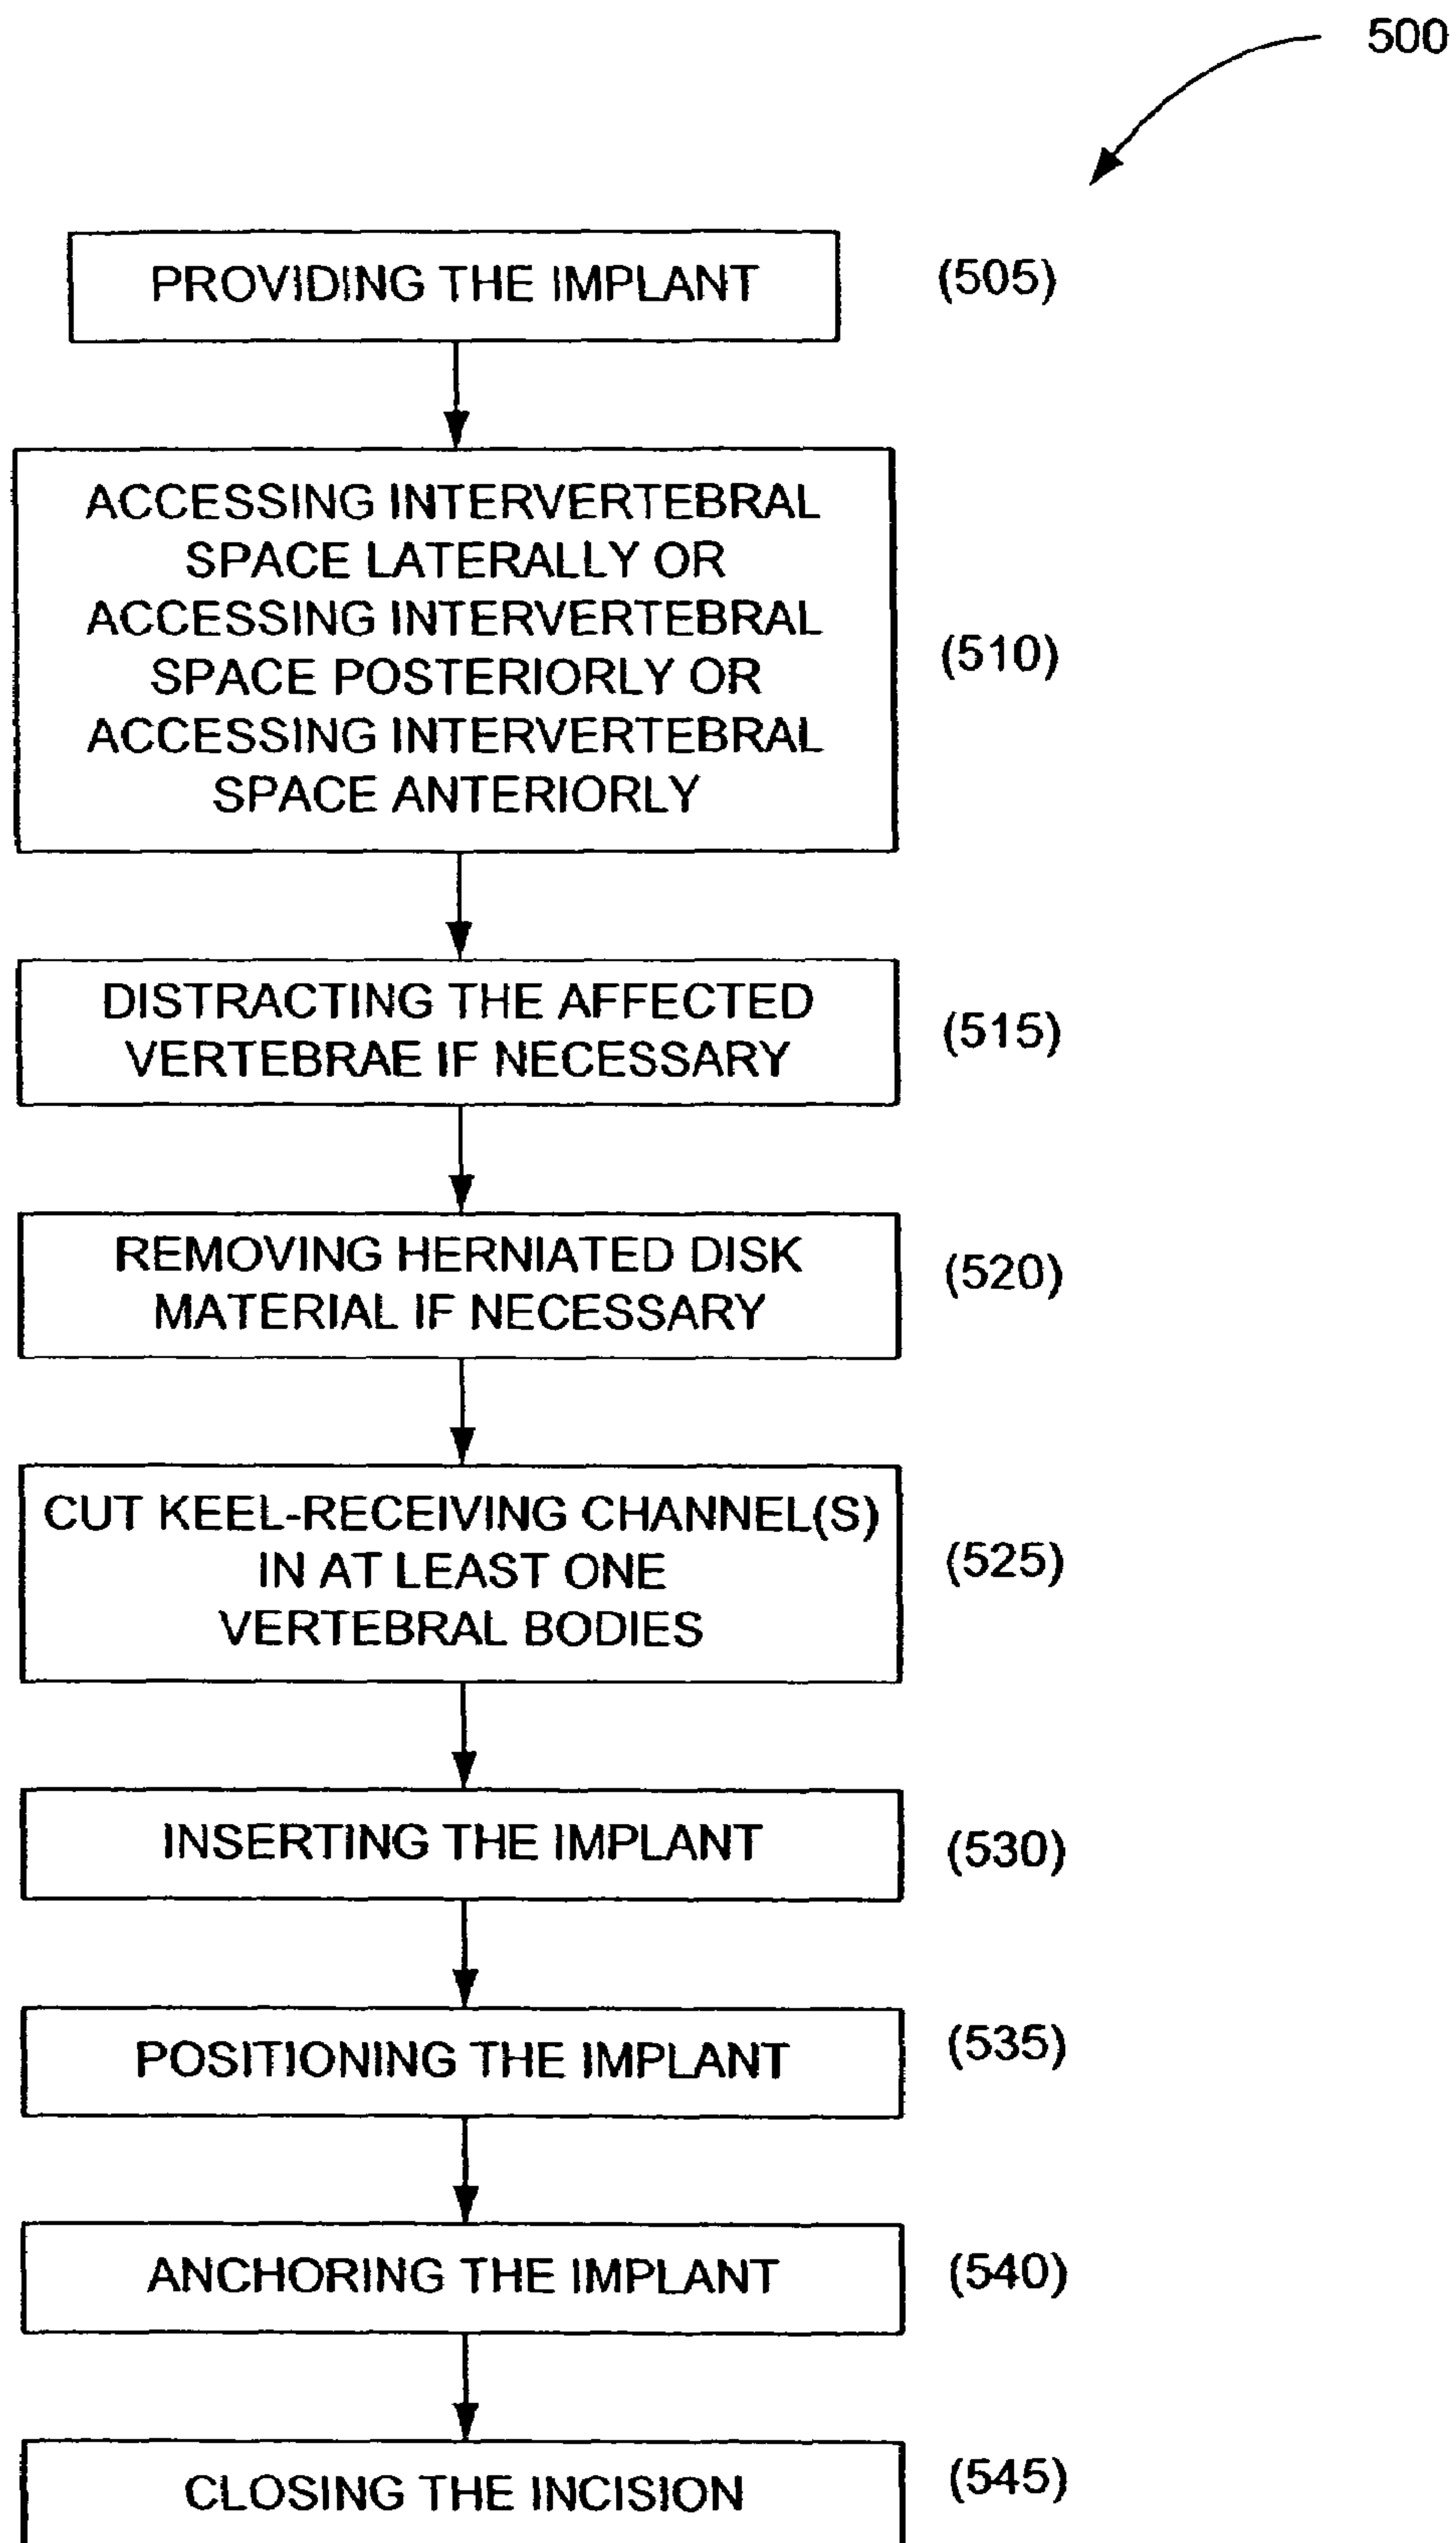 500
PROVIDING THE IMPLANT
(505)
ACCESSING INTERVERTEBRAL
SPACE LATERALLY OR
ACCESSING INTERVERTEBRAL
SPACE POSTERIORLY OR
ACCESSING INTERVERTEBRAL
SPACE ANTERIORLY
(510)
DISTRACTING THE AFFECTED
VERTEBRAE IF NECESSARY
(515)
REMOVING HERNIATED DISK
MATERIAL IF NECESSARY
(520)
CUT KEEL-RECEIVING CHANNEL(S)
IN AT LEAST ONE
VERTEBRAL BODIES
(525)
INSERTING THE IMPLANT
(530)
POSITIONING THE IMPLANT
(535)
ANCHORING THE IMPLANT
(540)
CLOSING THE INCISION
(545)